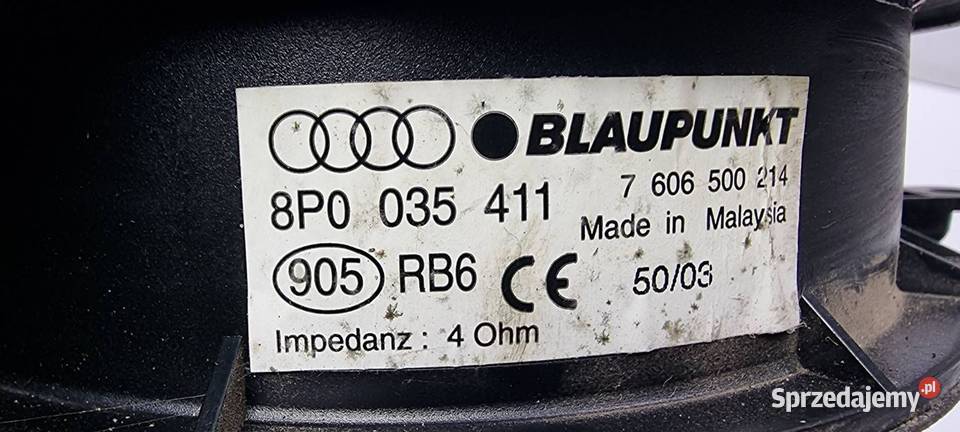 BLAUPUNKT
8P0 035 411 7 606 500 214
Made in Malaysia
905 RB6 CE 50/03
Impedanz : 4 Ohm
Sprzedajemy.pl